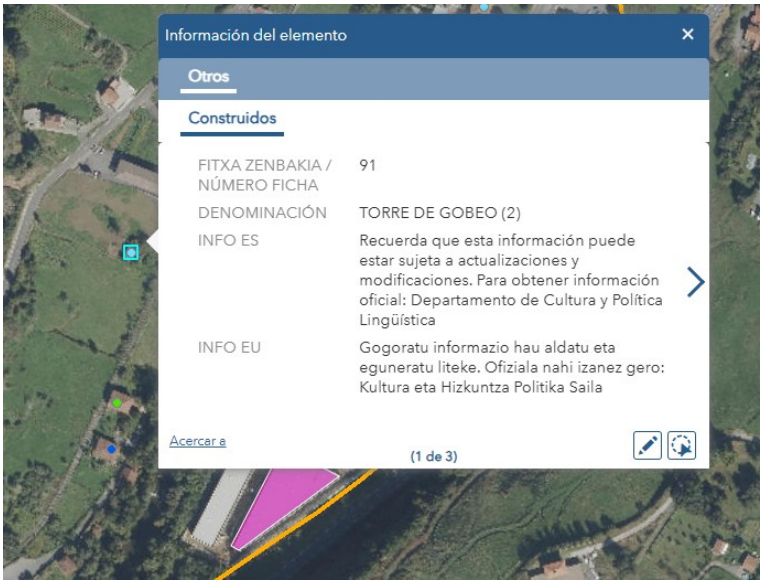 Información del elemento
Otros
Construidos
FITXA ZENBAKIA / 91
NÚMERO FICHA
DENOMINACIÓN TORRE DE GOBEO (2)
INFO ES Recuerda que esta información puede
estar sujeta a actualizaciones y
modificaciones. Para obtener información
oficial: Departamento de Cultura y Política
Lingüística
INFO EU Gogoratu informazio hau aldatu eta
eguneratu liteke. Ofiziala nahi izanez gero:
Kultura eta Hizkuntza Politika Saila
Acercar a
(1 de 3)